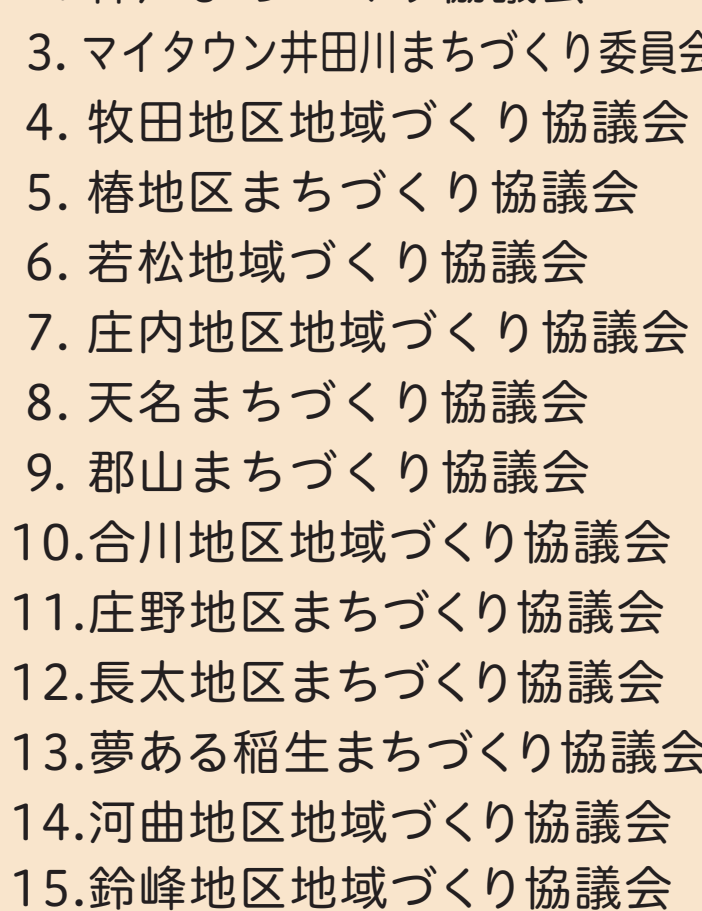 3. マイタウン井田川まちづくり委員会
4. 牧田地区地域づくり協議会
5. 椿地区まちづくり協議会
6. 若松地域づくり協議会
7. 庄内地区地域づくり協議会
8. 天名まちづくり協議会
9. 郡山まちづくり協議会
10.合川地区地域づくり協議会
11.庄野地区まちづくり協議会
12.長太地区まちづくり協議会
13.夢ある稲生まちづくり協議会
14.河曲地区地域づくり協議会
15.鈴峰地区地域づくり協議会